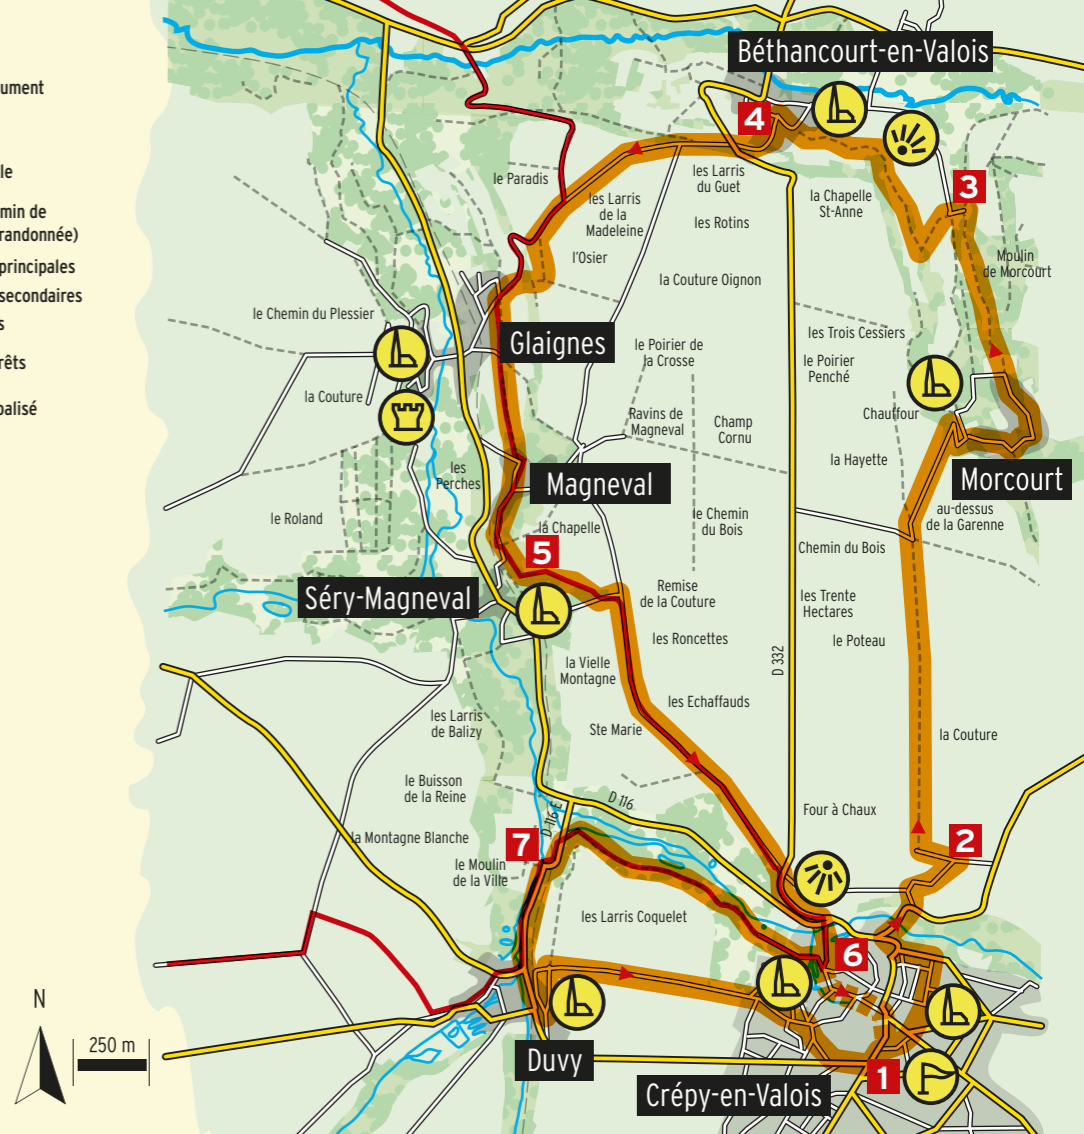 ument
le
min de
randonnée)
principales
secondaires
s
rêts
balisé
N
250 m
Béthancourt-en-Valois
4
3
le Paradis
les Larris
du Guet
la Chapelle
St-Anne
les Larris
de la
Madeleine
les Rotins
l'Osier
Moulin
de Morcourt
la Couture Oignon
le Chemin du Plessier
Glaignes
les Trois Cessiers
le Poirier de
la Crosse
le Poirier
Penché
la Couture
Chauffour
Ravins de
Magneval
Champ
Cornu
la Hayette
les
Perches
Magneval
Morcourt
le Roland
la Chapelle
le Chemin
du Bois
au-dessus
de la Garenne
5
Chemin du Bois
Séry-Magneval
Remise
de la Couture
les Trente
Hectares
les Roncettes
le Poteau
D 332
la Vielle
Montagne
les Echaffauds
les Larris
de Balizy
Ste Marie
la Couture
le Buisson
de la Reine
D 116
D 116 E
Four à Chaux
la Montagne Blanche
7
2
le Moulin
de la Ville
les Larris Coquelet
6
Duvy
1
Crépy-en-Valois